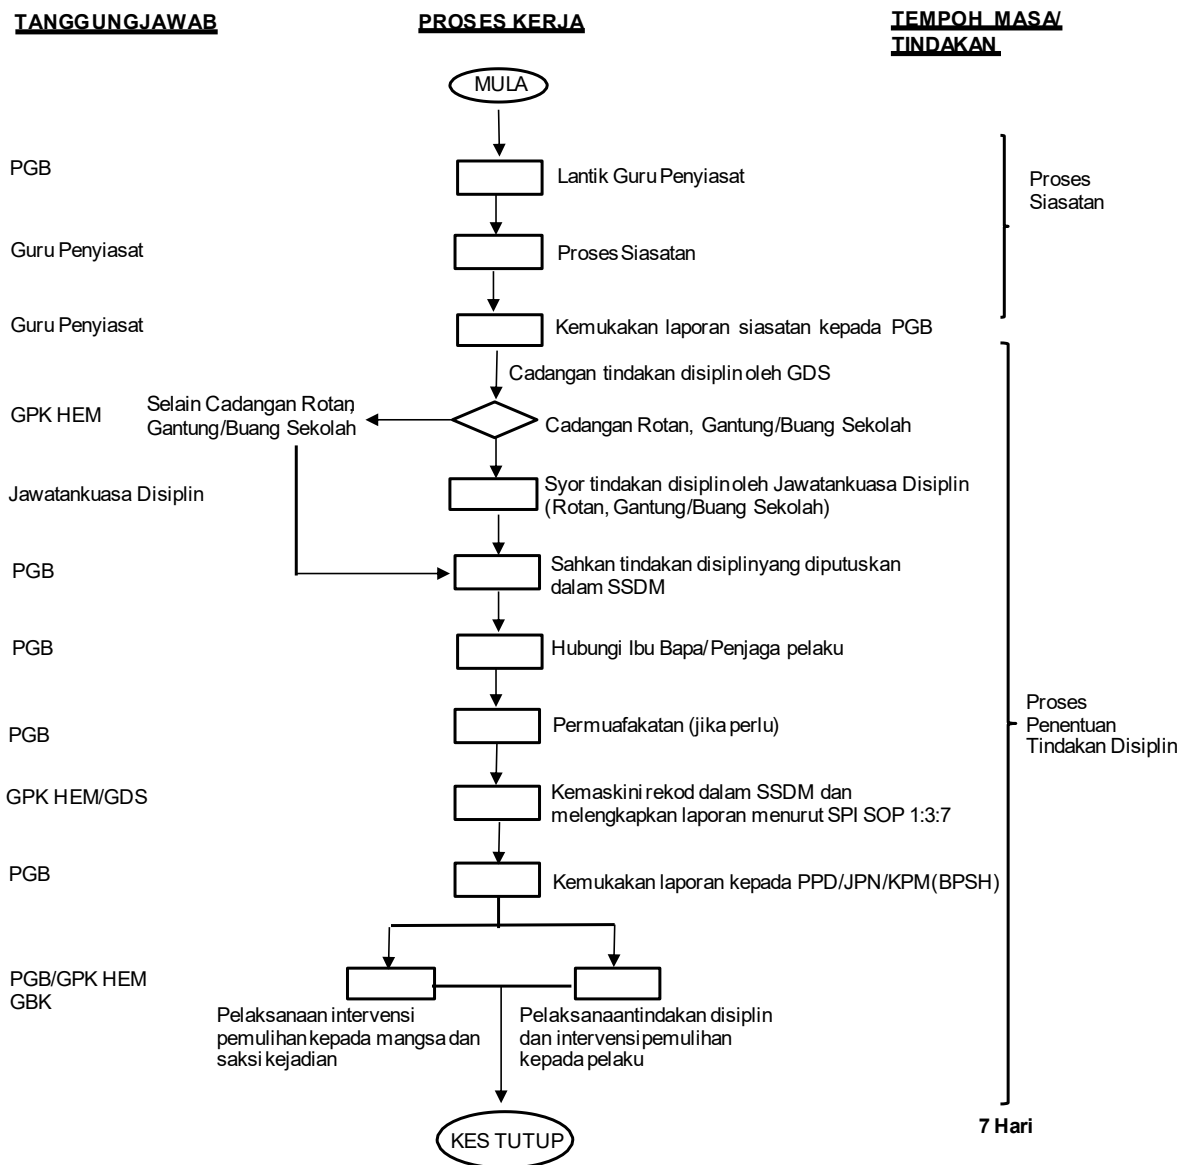 TANGGUNGJAWAB
PROSES KERJA
TEMPOH MASA/
TINDAKAN
MULA
PGB
Lantik Guru Penyiasat
Proses
Siasatan
Guru Penyiasat
Proses Siasatan
Guru Penyiasat
Kemukakan laporan siasatan kepada PGB
Cadangan tindakan disiplin oleh GDS
GPK HEM
Selain Cadangan Rotan,
Gantung/Buang Sekolah
Cadangan Rotan, Gantung/Buang Sekolah
Jawatankuasa Disiplin
Syor tindakan disiplin oleh Jawatankuasa Disiplin
(Rotan, Gantung/Buang Sekolah)
PGB
Sahkan tindakan disiplin yang diputuskan
dalam SSDM
PGB
Hubungi Ibu Bapa/Penjaga pelaku
PGB
Permuafakatan (jika perlu)
Proses
Penentuan
Tindakan Disiplin
GPK HEM/GDS
Kemaskini rekod dalam SSDM dan
melengkapkan laporan menurut SPI SOP 1:3:7
PGB
Kemukakan laporan kepada PPD/JPN/KPM(BPSH)
PGB/GPK HEM
GBK
Pelaksanaan intervensi
pemulihan kepada mangsa dan
saksi kejadian
Pelaksanaan tindakan disiplin
dan intervensi pemulihan
kepada pelaku
7 Hari
KES TUTUP